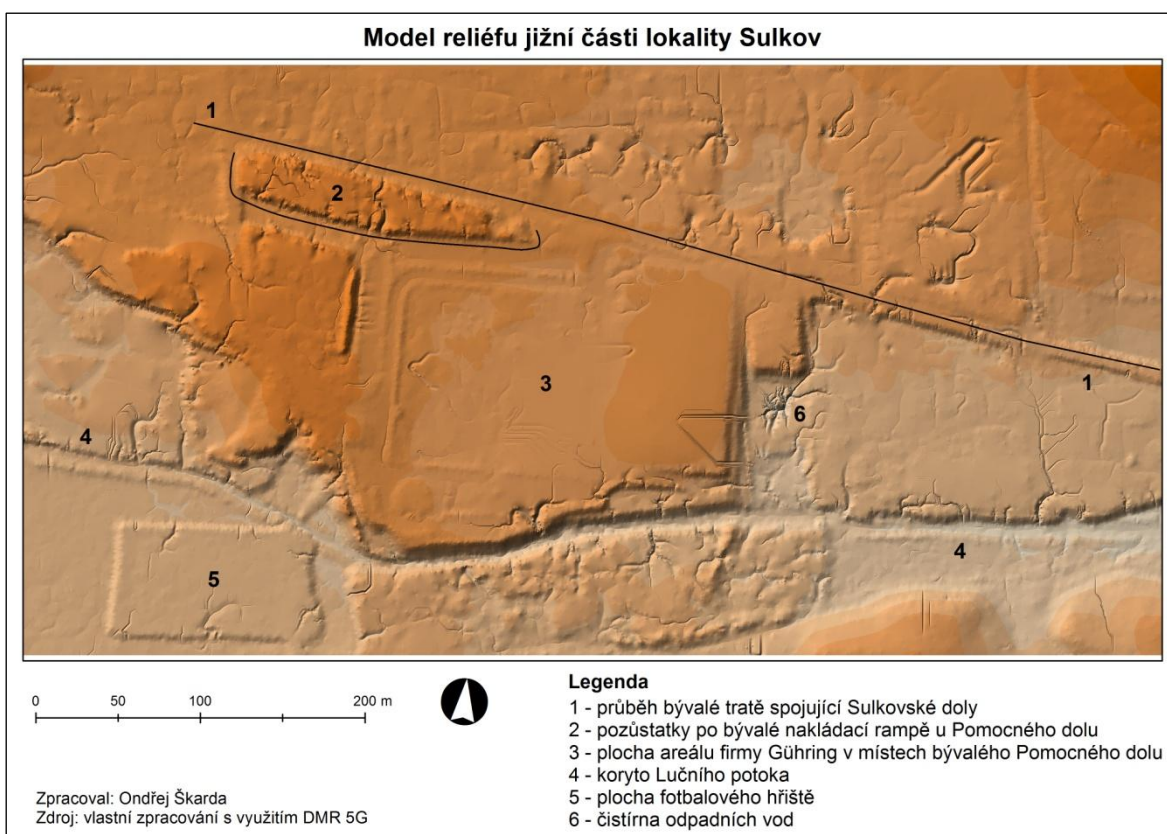 Model reliéfu jižní části lokality Sulkov
1
2
3
1
6
4
4
5
0 50 100 200 m
Legenda
1 - průběh bývalé tratě spojující Sulkovské doly
2 - pozůstatky po bývalé nakládací rampě u Pomocného dolu
3 - plocha areálu firmy Gühring v místech bývalého Pomocného dolu
4 - koryto Lučního potoka
5 - plocha fotbalového hřiště
6 - čistírna odpadních vod
Zpracoval: Ondřej Škarda
Zdroj: vlastní zpracování s využitím DMR 5G